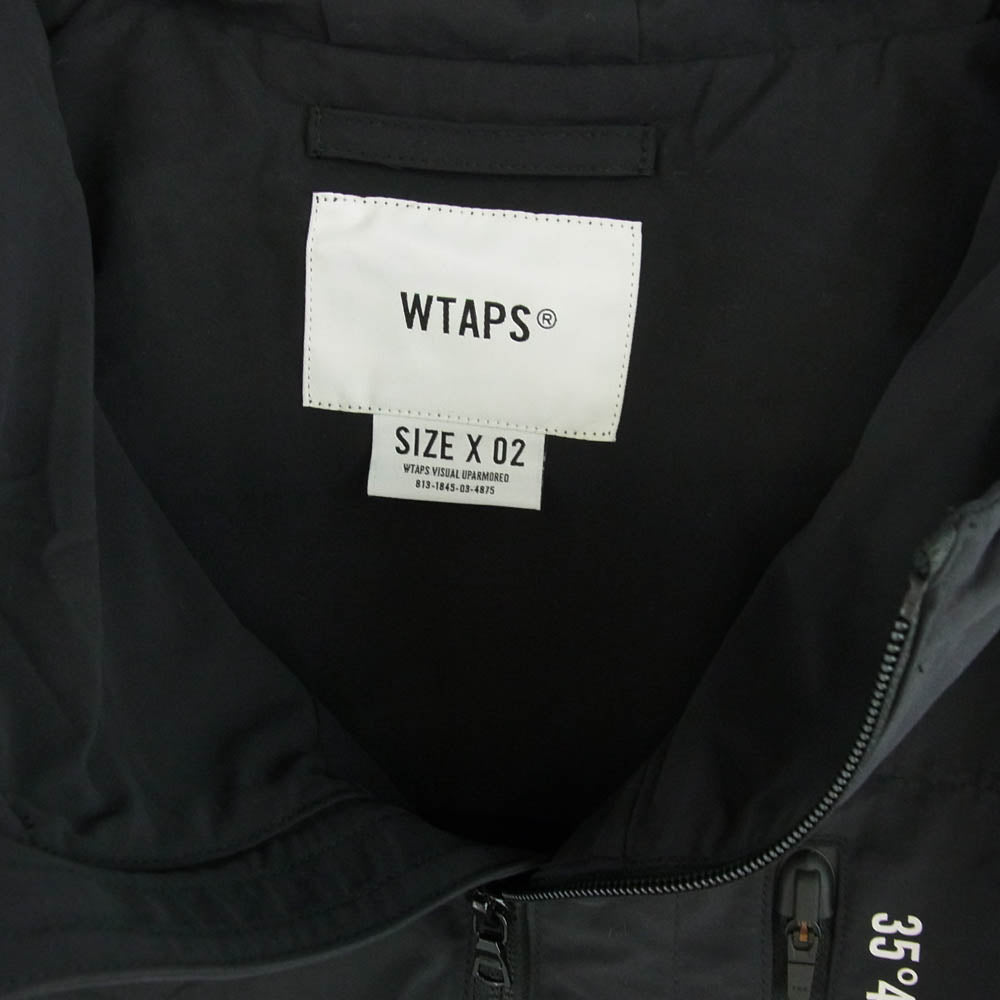 WTAPS®
SIZE X 02
WTAPS VISUAL UPARMORED
813-1845-03-4875
35°4